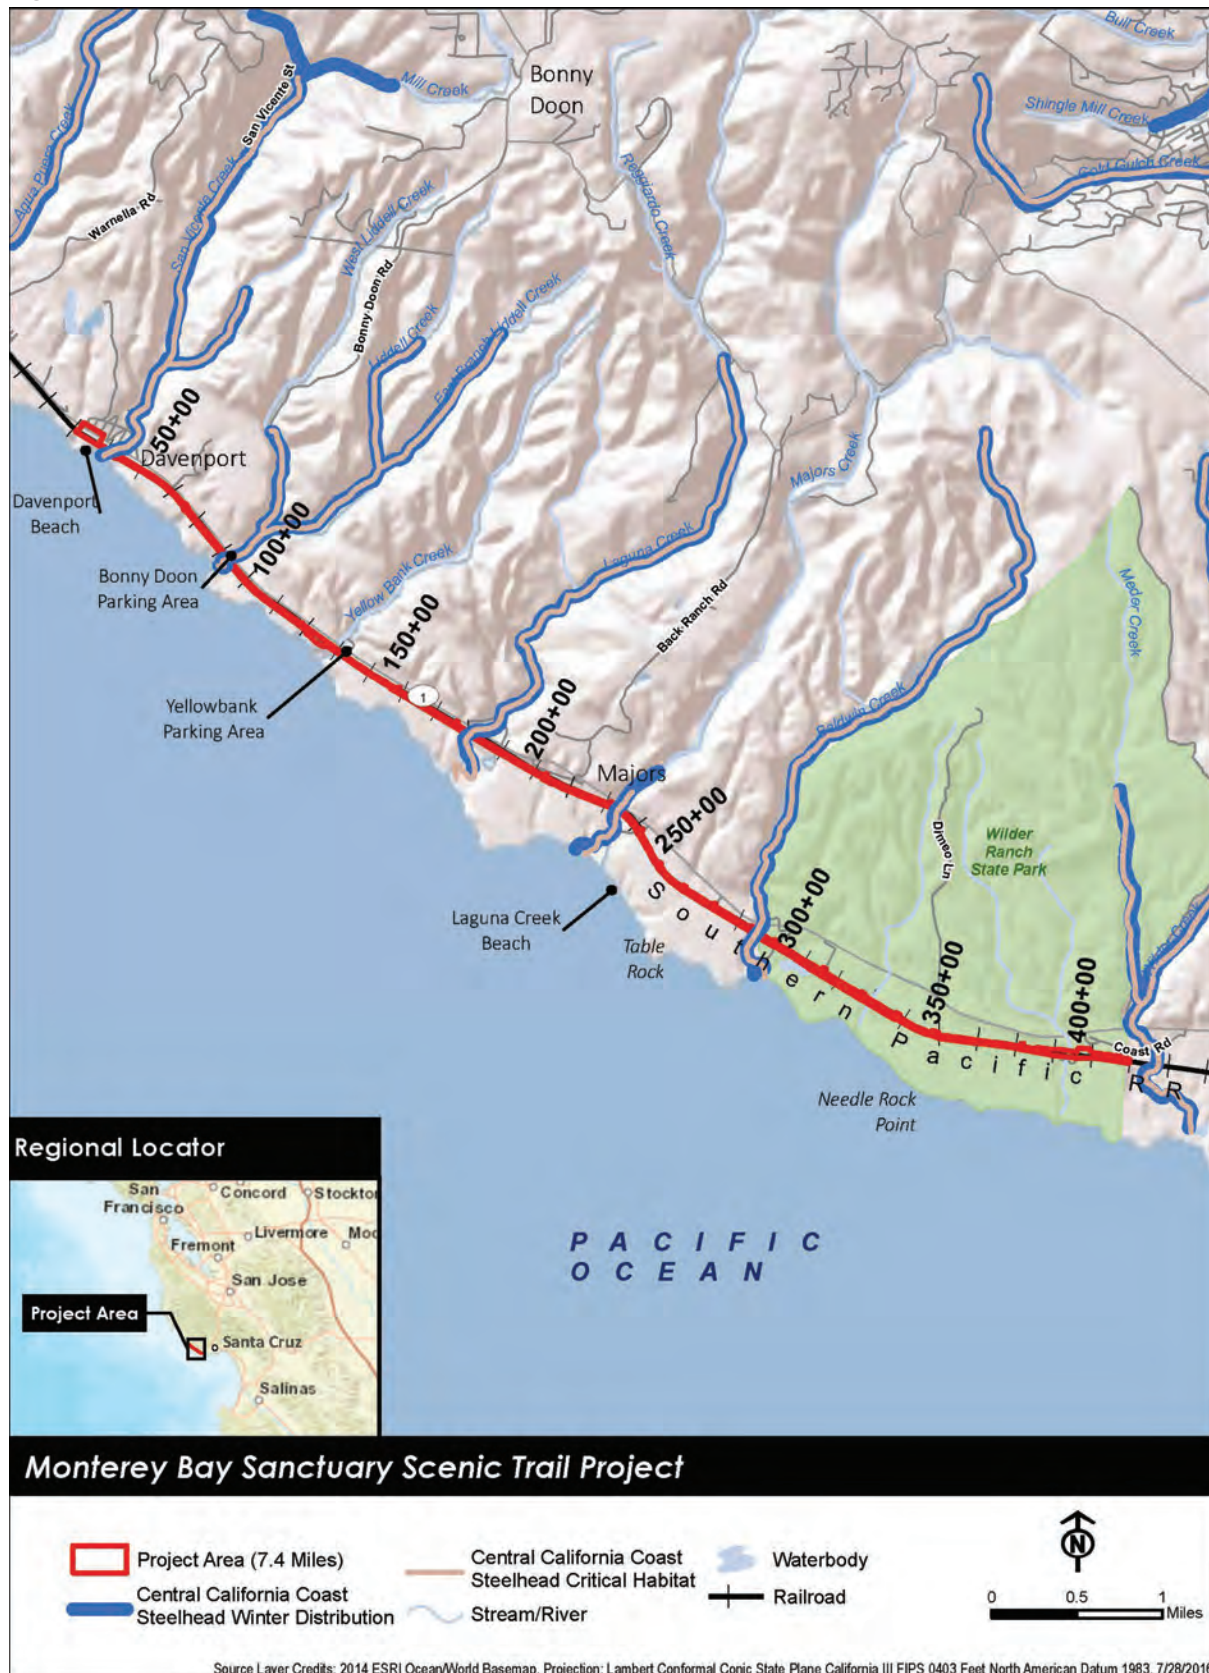 Bull Creek
Bonny
Doon
Mill Creek
San Vicente St
Shingle Mill Creek
Gold Gulch Creek
Agua Puerca Creek
Reggiardo Creek
Warnella Rd
San Vicente Creek
West Liddell Creek
Bonny Doon Rd
Liddell Creek
East Branch Liddell Creek
50+00
Davenport
Davenport
Beach
Majors Creek
100+00
Laguna Creek
Bonny Doon
Parking Area
Yellow Bank Creek
Meder Creek
150+00
Back Ranch Rd
1
Yellowbank
Parking Area
200+00
Baldwin Creek
Majors
250+00
Dimeo Ln
Wilder
Ranch
State Park
300+00
Laguna Creek
Beach
Table
Rock
Wilder Creek
350+00
400+00
Coast Rd
Southern Pacific RR
Needle Rock
Point
PACIFIC
OCEAN
Regional Locator
San
Francisco
Concord
Stockton
Livermore
Mod
Fremont
San Jose
Project Area
Santa Cruz
Salinas
Monterey Bay Sanctuary Scenic Trail Project
Project Area (7.4 Miles)
Central California Coast
Steelhead Winter Distribution
Central California Coast
Steelhead Critical Habitat
Stream/River
Waterbody
Railroad
N
0 0.5 1
Miles
Source Layer Credits: 2014 ESRI Ocean/World Basemap, Projection: Lambert Conformal Conic State Plane California III FIPS 0403 Feet North American Datum 1983, 7/28/2016